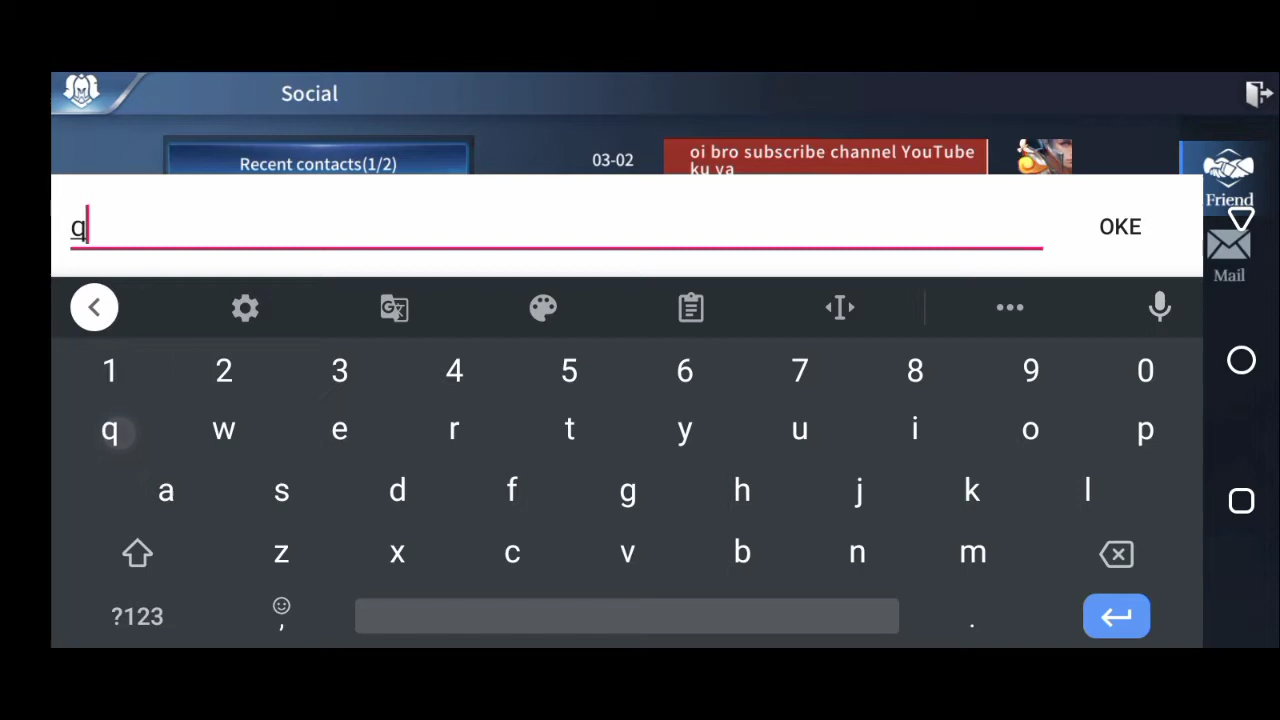 Social
Recent contacts(1/2)
03-02
oi bro subscribe channel YouTube
ku ya
Friend
Mail
q
OKE
1 2 3 4 5 6 7 8 9 0
q w e r t y u i o p
a s d f g h j k l
z x c v b n m
?123 , .